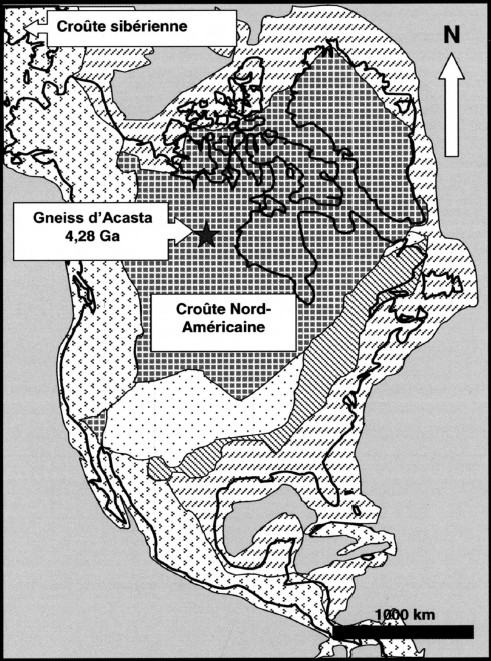 Croûte sibérienne
N
Gneiss d'Acasta
4,28 Ga
Croûte Nord-
Américaine
1000 km